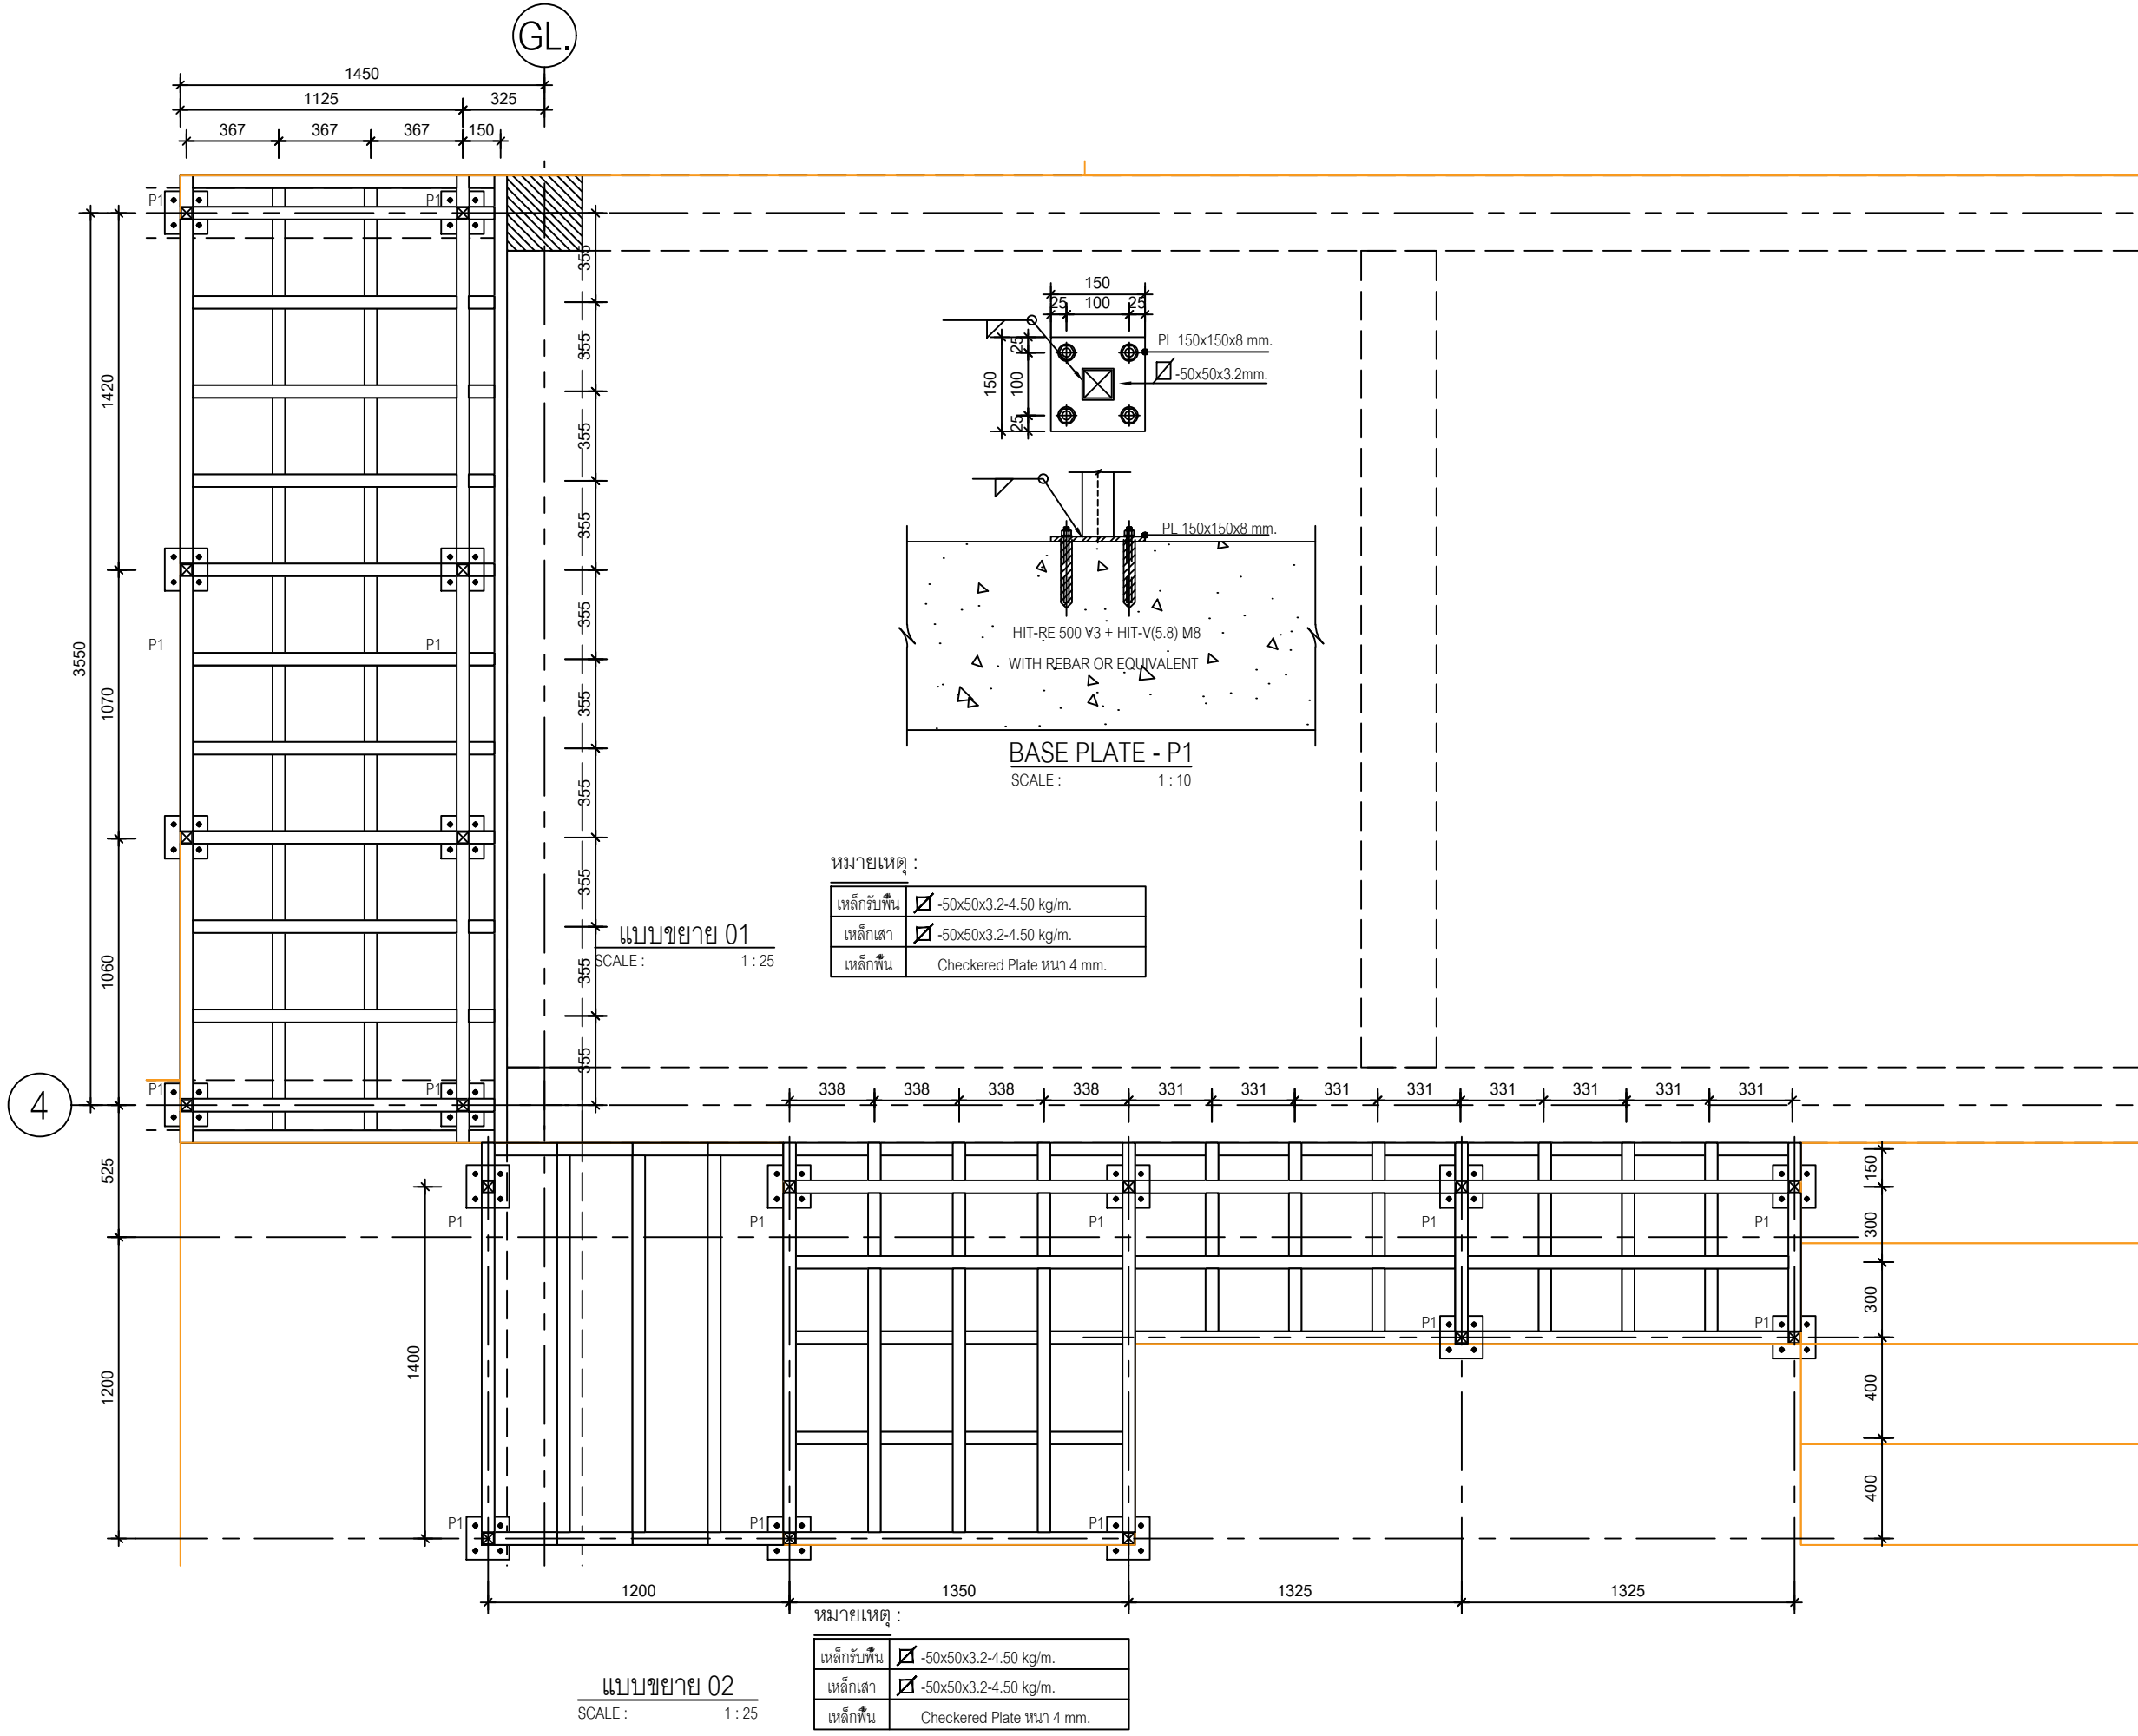 GL.
1450
1125 325
367 367 367 150
P1 P1
355
355
355
355
355
355
355
355
355
355
3550
1420
1070
1060
525
1200
P1 P1
P1 P1
4
150
25 100 25
150
25
100
25
PL 150x150x8 mm.
-50x50x3.2mm.
PL 150x150x8 mm.
HIT-RE 500 V3 + HIT-V(5.8) M8
WITH REBAR OR EQUIVALENT
BASE PLATE - P1
SCALE : 1 : 10
หมายเหตุ :
เหล็กรับพื้น -50x50x3.2-4.50 kg/m.
เหล็กเสา -50x50x3.2-4.50 kg/m.
เหล็กพื้น Checkered Plate หนา 4 mm.
แบบขยาย 01
SCALE : 1 : 25
338 338 338 338 331 331 331 331 331 331 331 331
150
300
300
400
400
1400
P1 P1 P1 P1 P1
P1 P1
P1 P1 P1
1200 1350 1325 1325
หมายเหตุ :
เหล็กรับพื้น -50x50x3.2-4.50 kg/m.
เหล็กเสา -50x50x3.2-4.50 kg/m.
เหล็กพื้น Checkered Plate หนา 4 mm.
แบบขยาย 02
SCALE : 1 : 25